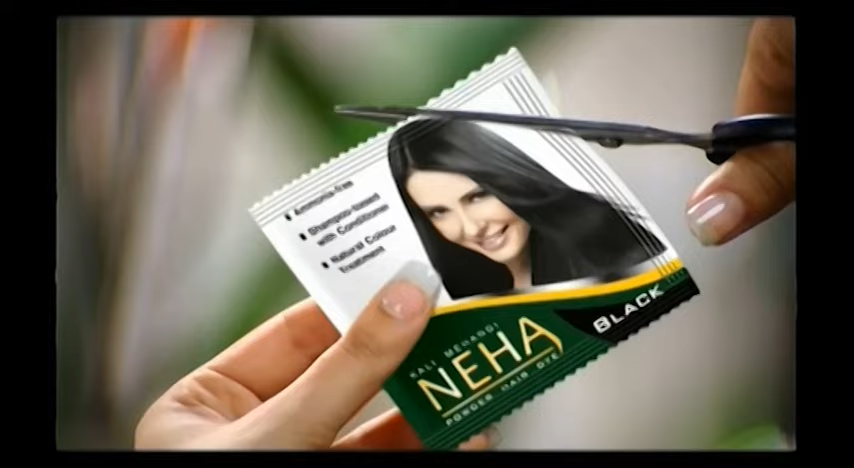 Ammonia-free
Shampoo-based
with Conditioner
Natural Colour
Treatment
BLACK
KALI MEHANDI
NEHA
POWDER HAIR DYE